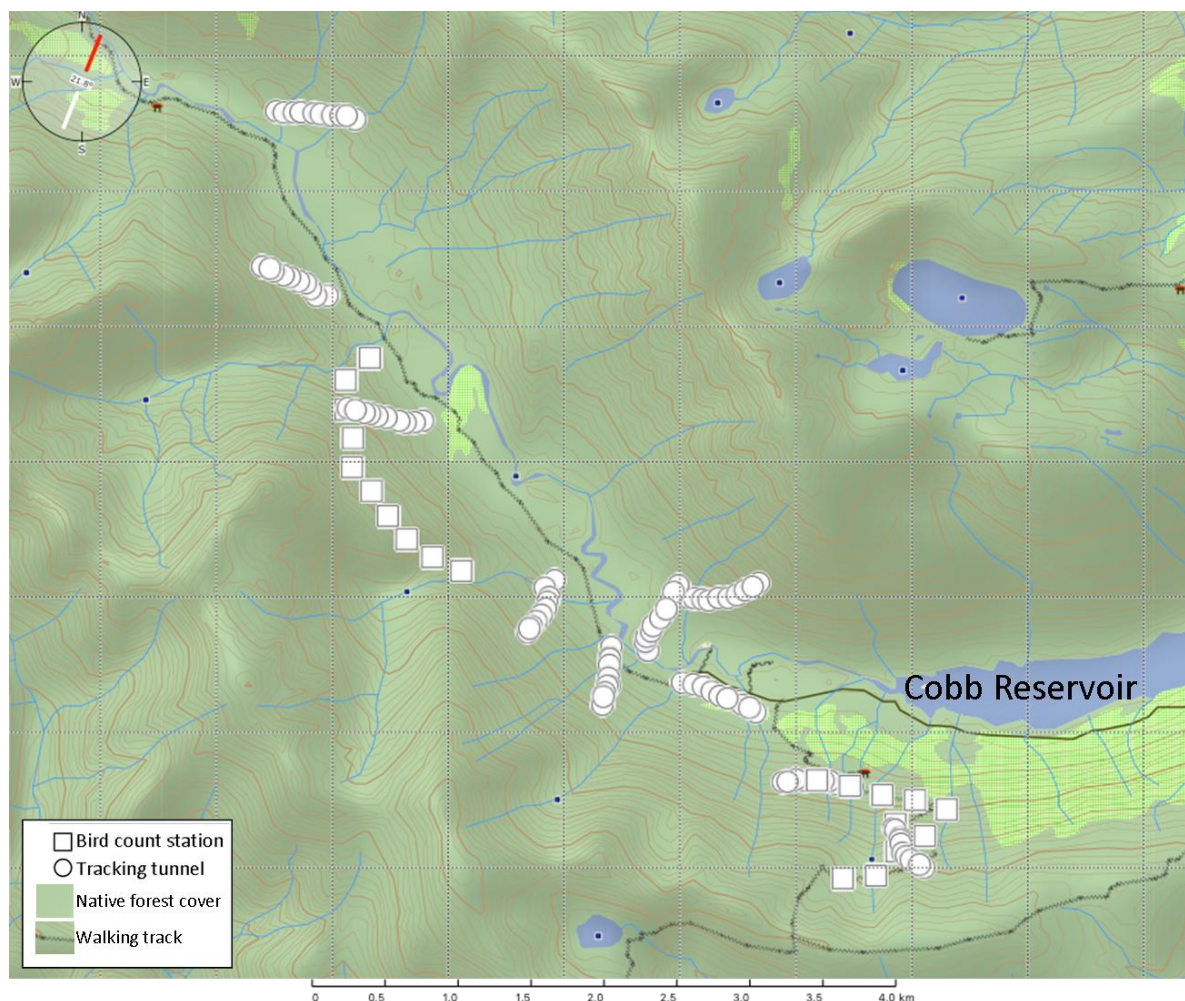 N
W
21.8°
E
S
Cobb Reservoir
Bird count station
Tracking tunnel
Native forest cover
Walking track
0 0.5 1.0 1.5 2.0 2.5 3.0 3.5 4.0 km